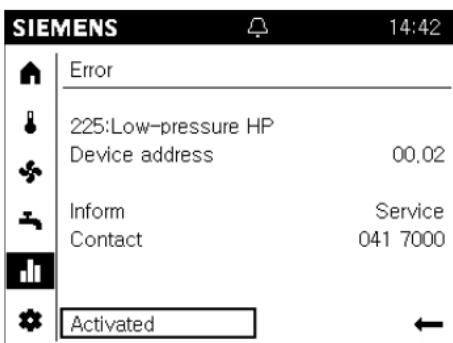 SIEMENS 14:42
Error
225:Low-pressure HP
Device address 00.02
Inform Service
Contact 041 7000
Activated